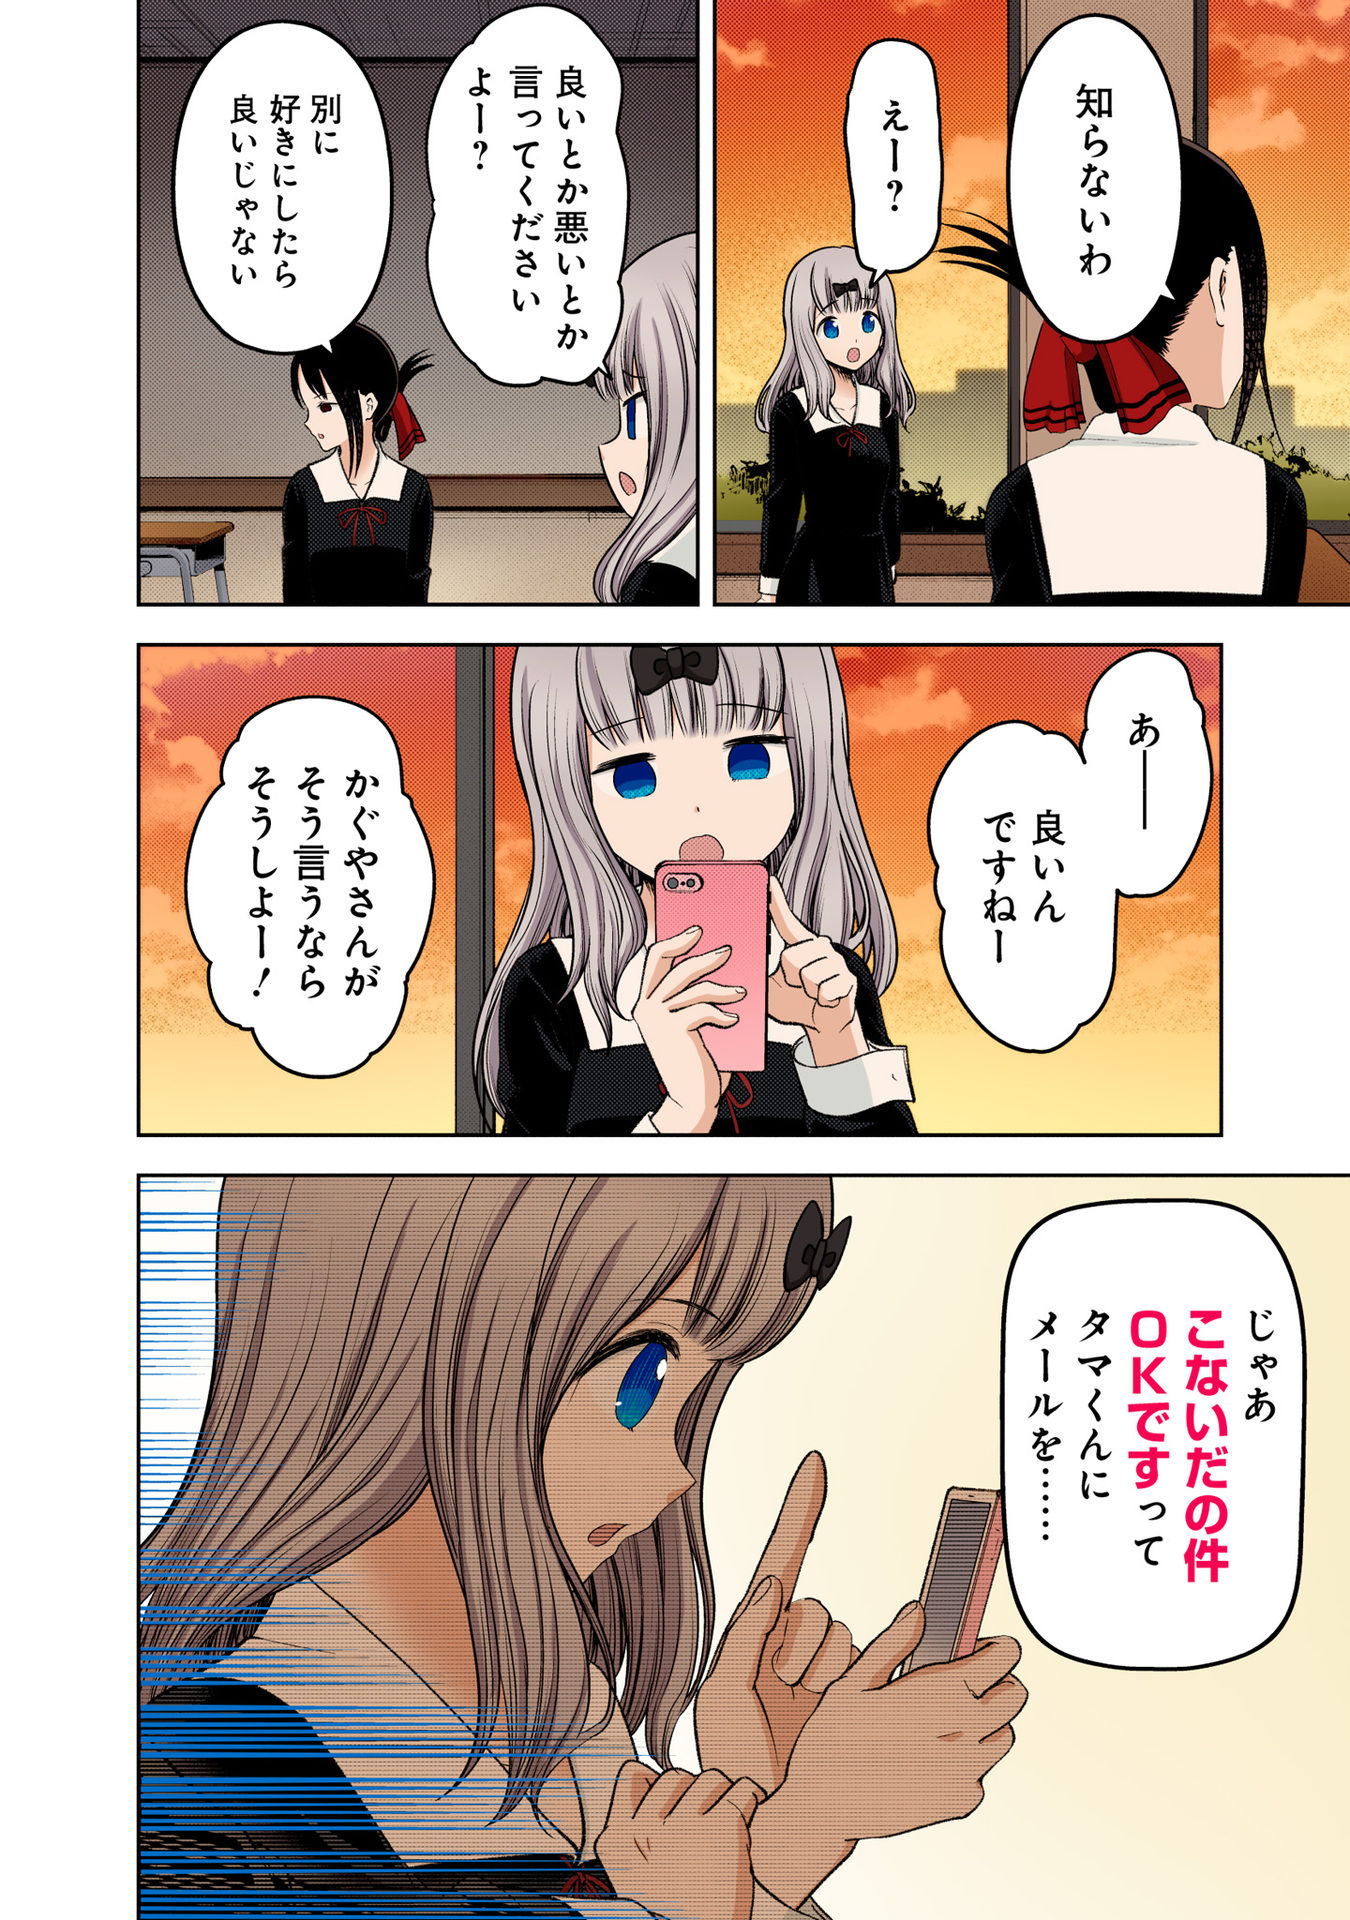 知らないわ
えー？
良いとか悪いとか
言ってください
よー？
別に
好きにしたら
良いじゃない
あー
良いん
ですねー
かぐやさんが
そう言うなら
そうしよー！
じゃあ
こないだの件
OKですって
タマくんに
メールを……